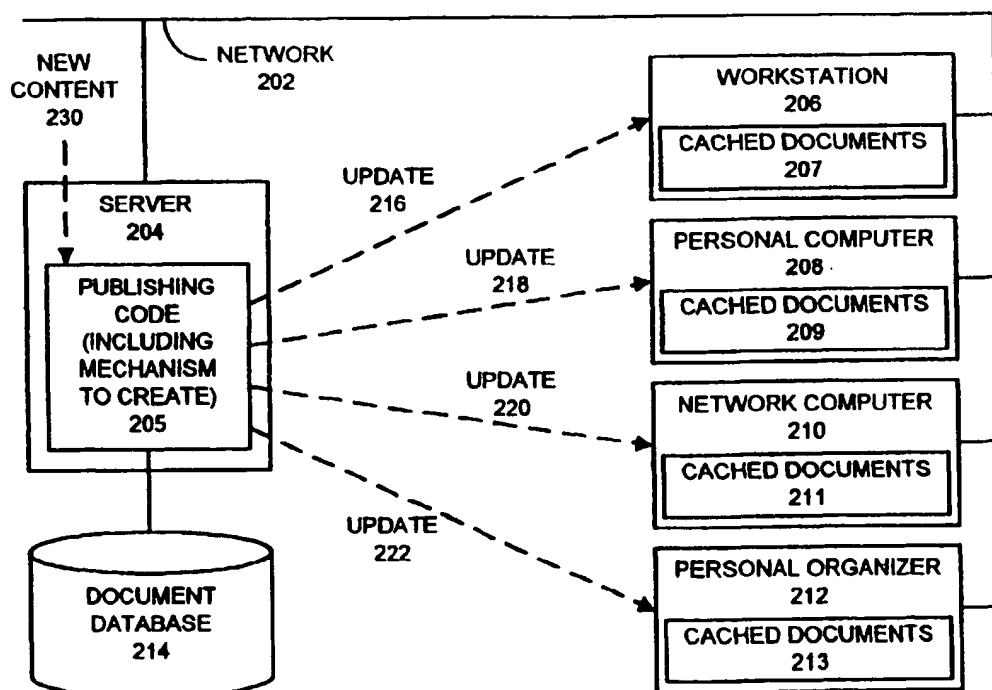 NETWORK
202
NEW
CONTENT
230
SERVER
204
PUBLISHING
CODE
(INCLUDING
MECHANISM
TO CREATE)
205
DOCUMENT
DATABASE
214
UPDATE
216
UPDATE
218
UPDATE
220
UPDATE
222
WORKSTATION
206
CACHED DOCUMENTS
207
PERSONAL COMPUTER
208
CACHED DOCUMENTS
209
NETWORK COMPUTER
210
CACHED DOCUMENTS
211
PERSONAL ORGANIZER
212
CACHED DOCUMENTS
213